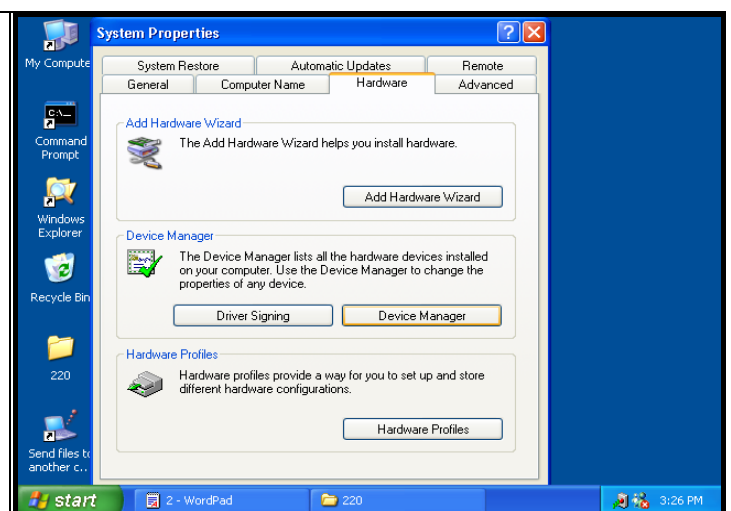 System Properties
My Compute
System Restore
Automatic Updates
Remote
General
Computer Name
Hardware
Advanced
C:\_
Command
Prompt
Add Hardware Wizard
The Add Hardware Wizard helps you install hardware.
Add Hardware Wizard
Windows
Explorer
Device Manager
The Device Manager lists all the hardware devices installed
on your computer. Use the Device Manager to change the
properties of any device.
Recycle Bin
Driver Signing
Device Manager
Hardware Profiles
220
Hardware profiles provide a way for you to set up and store
different hardware configurations.
Hardware Profiles
Send files to
another c..
start
2 - WordPad
220
3:26 PM